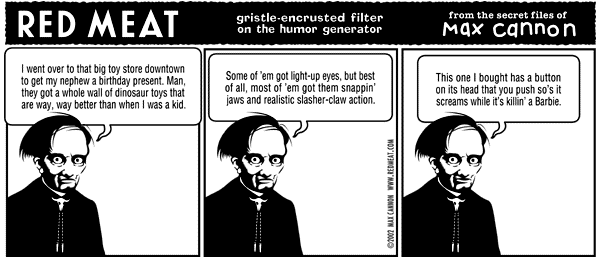 RED MEAT
gristle-encrusted filter
on the humor generator
from the secret files of
max cannon
I went over to that big toy store downtown
to get my nephew a birthday present. Man,
they got a whole wall of dinosaur toys that
are way, way better than when I was a kid.
Some of 'em got light-up eyes, but best
of all, most of 'em got them snappin'
jaws and realistic slasher-claw action.
©2002 MAX CANNON WWW.REDMEAT.COM
This one I bought has a button
on its head that you push so's it
screams while it's killin' a Barbie.